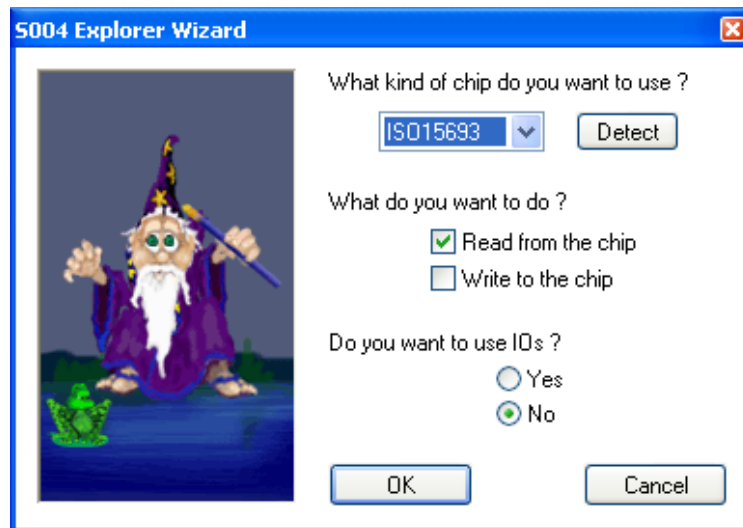 S004 Explorer Wizard
What kind of chip do you want to use ?
ISO15693
Detect
What do you want to do ?
Read from the chip
Write to the chip
Do you want to use IOs ?
Yes
No
OK
Cancel